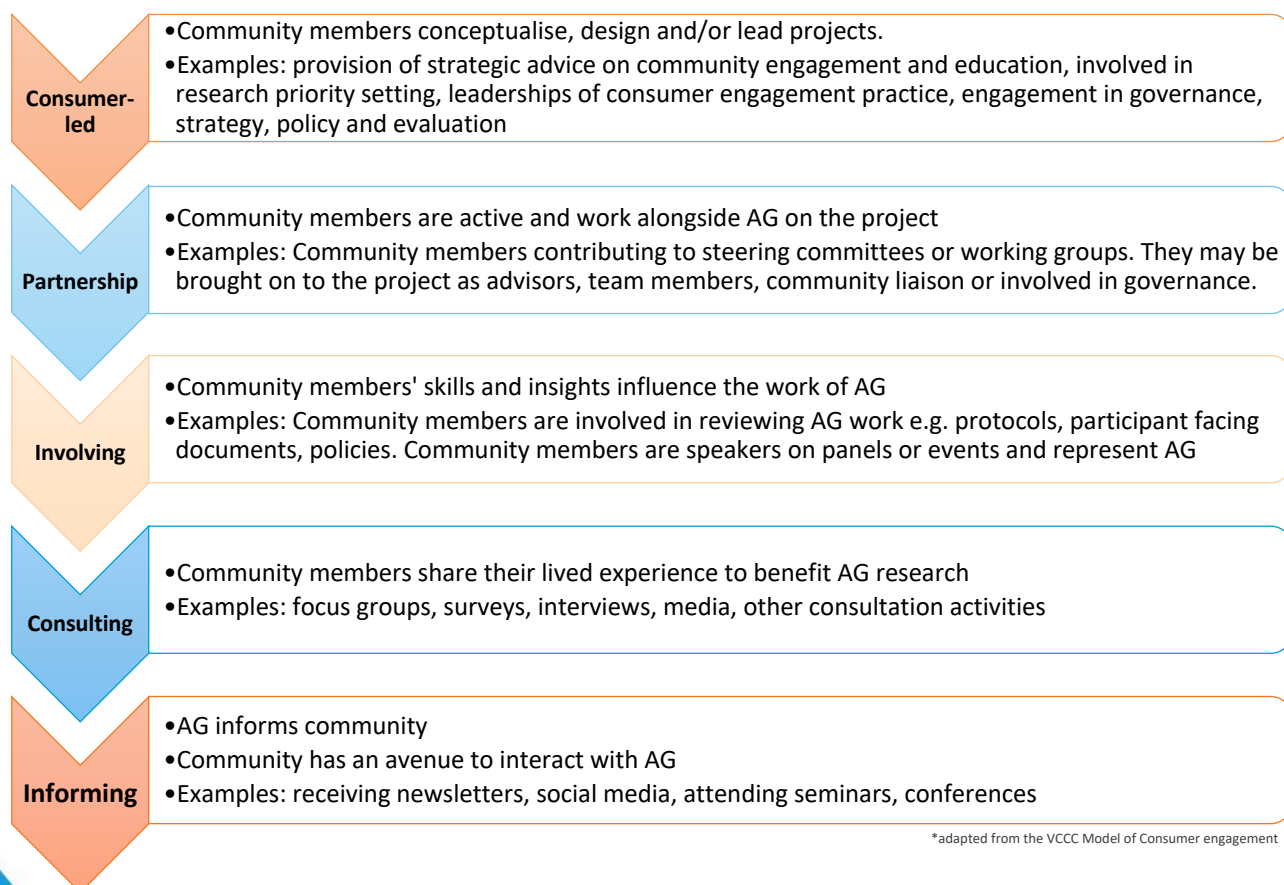 •Community members conceptualise, design and/or lead projects.
•Examples: provision of strategic advice on community engagement and education, involved in
research priority setting, leaderships of consumer engagement practice, engagement in governance,
strategy, policy and evaluation
Consumer-
led
•Community members are active and work alongside AG on the project
•Examples: Community members contributing to steering committees or working groups. They may be
brought on to the project as advisors, team members, community liaison or involved in governance.
Partnership
•Community members' skills and insights influence the work of AG
•Examples: Community members are involved in reviewing AG work e.g. protocols, participant facing
documents, policies. Community members are speakers on panels or events and represent AG
Involving
•Community members share their lived experience to benefit AG research
•Examples: focus groups, surveys, interviews, media, other consultation activities
Consulting
•AG informs community
•Community has an avenue to interact with AG
•Examples: receiving newsletters, social media, attending seminars, conferences
Informing
*adapted from the VCCC Model of Consumer engagement